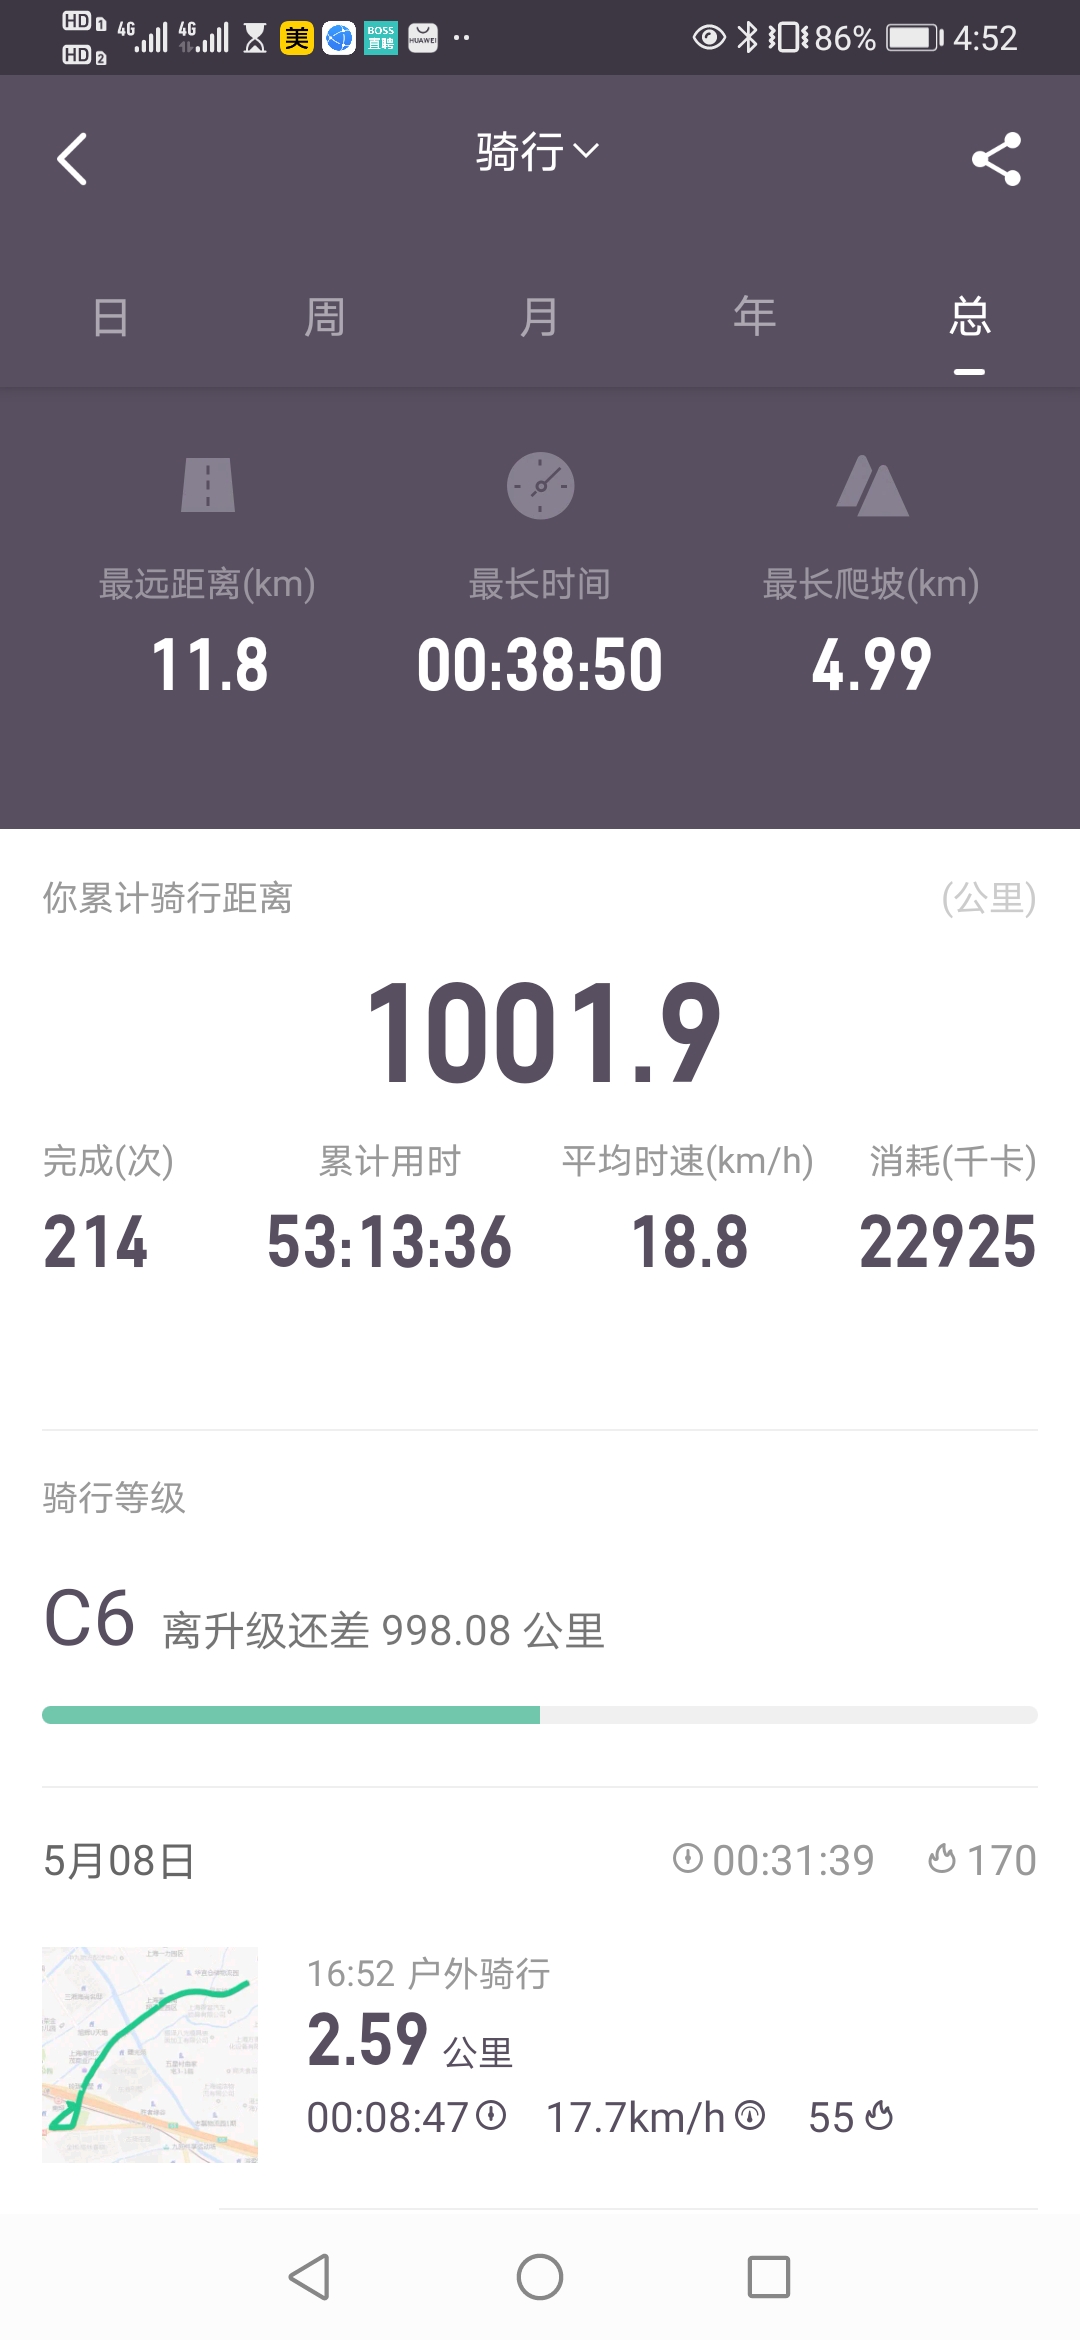 HD 1 4G 4G 美 BOSS直聘 HUAWEI 86% 4:52
HD 2
骑行
日 周 月 年 总
最远距离(km) 最长时间 最长爬坡(km)
11.8 00:38:50 4.99
你累计骑行距离 (公里)
1001.9
完成(次) 累计用时 平均时速(km/h) 消耗(千卡)
214 53:13:36 18.8 22925
骑行等级
C6 离升级还差 998.08 公里
5月08日 00:31:39 170
16:52 户外骑行
2.59 公里
00:08:47 17.7km/h 55